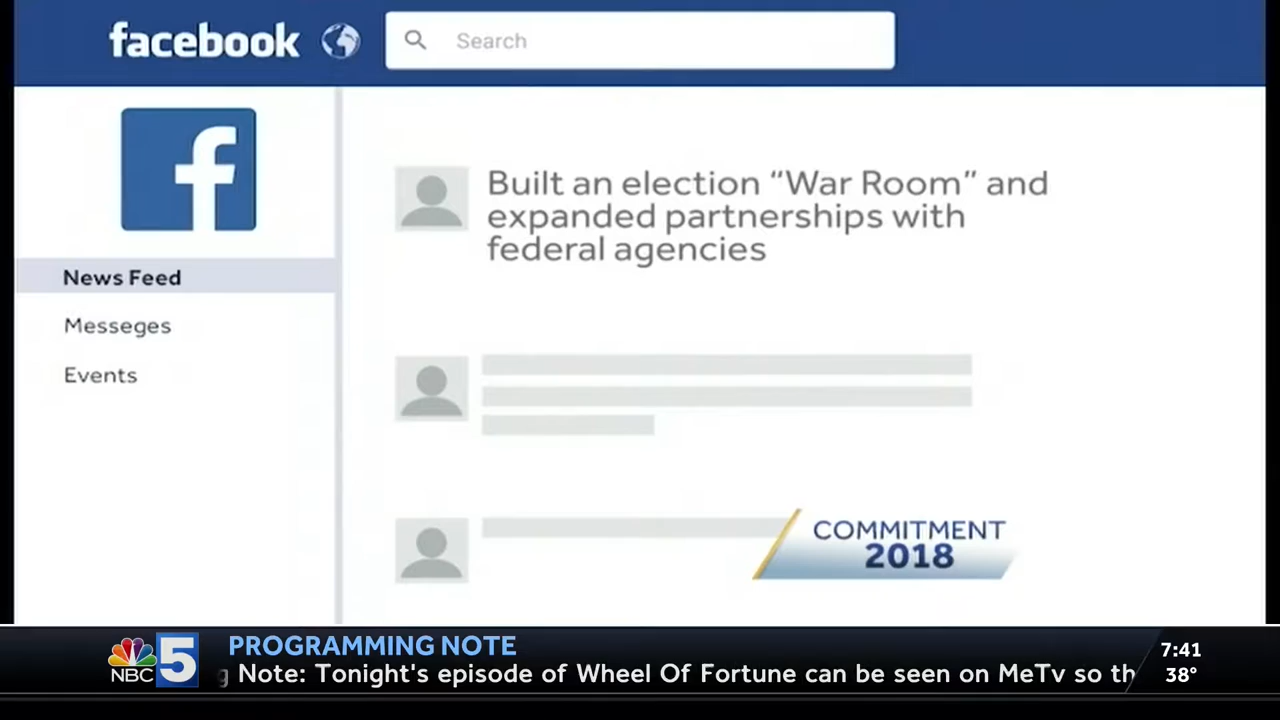 facebook
Search
f
Built an election “War Room” and
expanded partnerships with
federal agencies
News Feed
Messeges
Events
COMMITMENT
2018
NBC 5
PROGRAMMING NOTE
g Note: Tonight's episode of Wheel Of Fortune can be seen on MeTv so th
7:41
38°